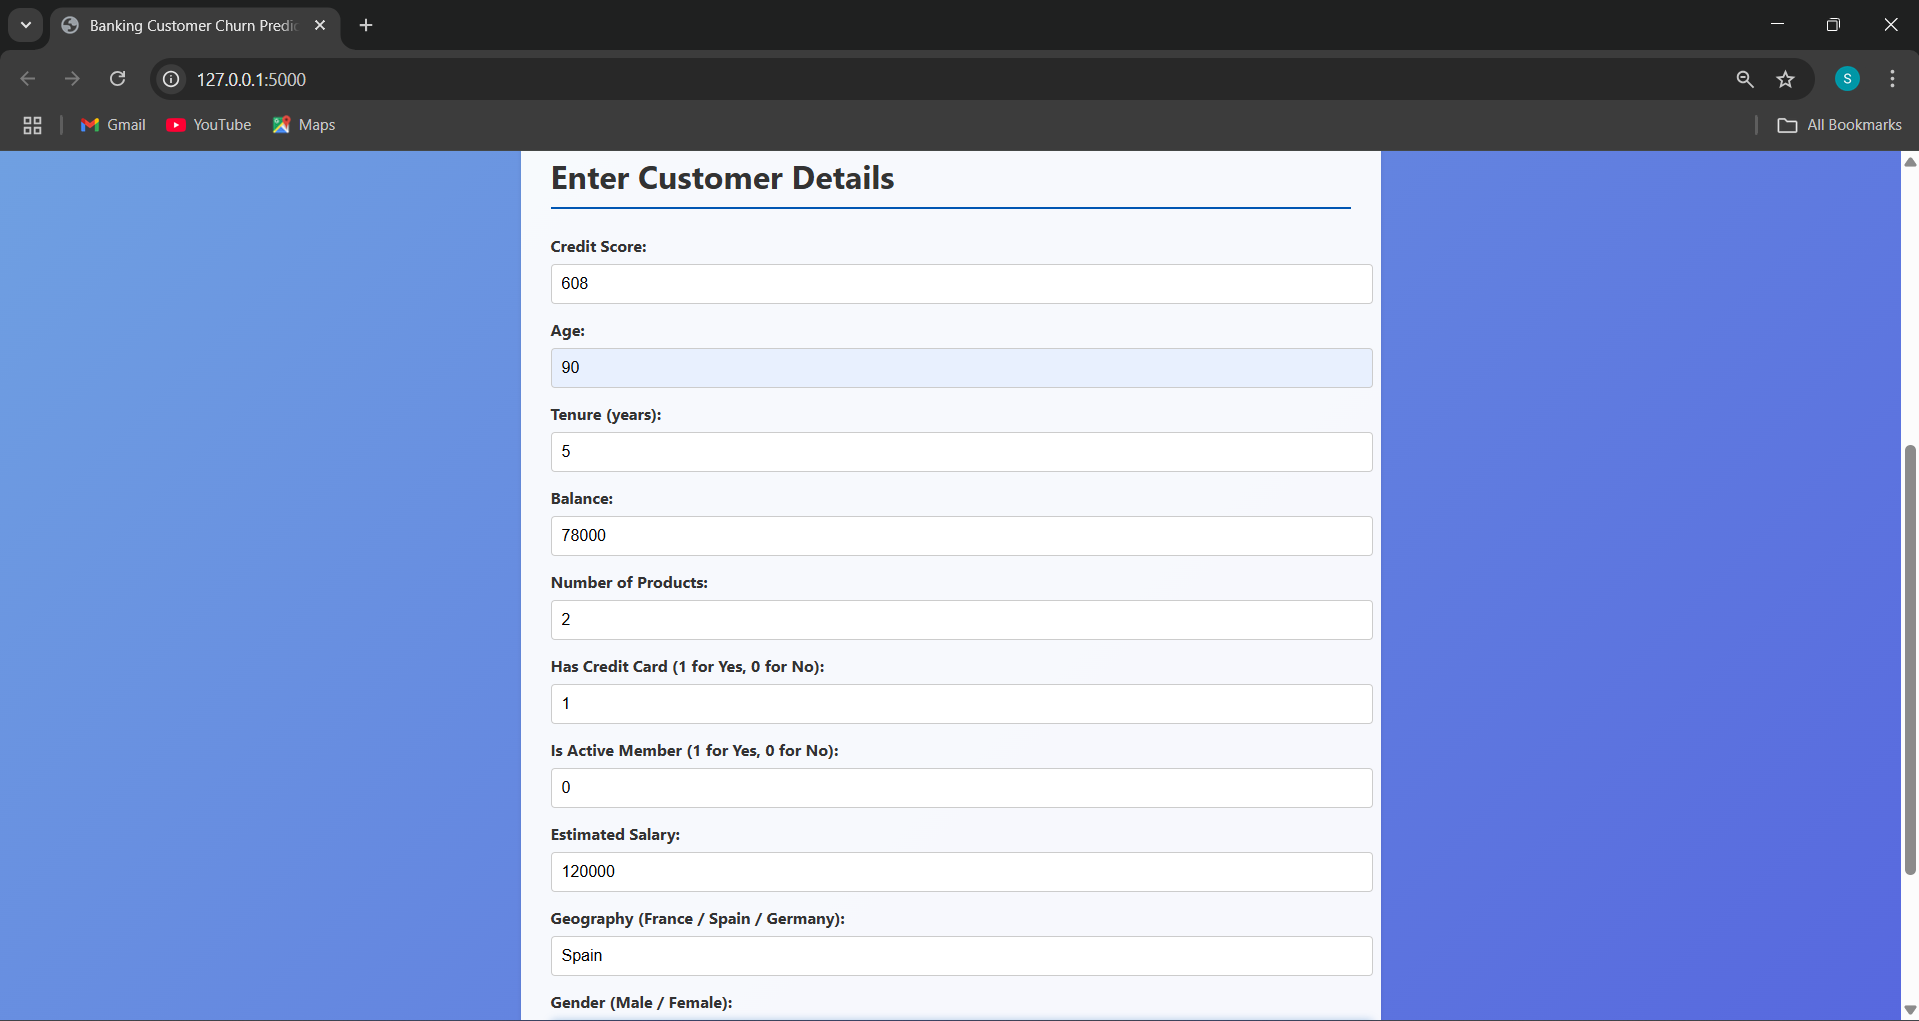 Banking Customer Churn Predic
127.0.0.1:5000
S
Gmail
YouTube
Maps
All Bookmarks
Enter Customer Details
Credit Score:
608
Age:
90
Tenure (years):
5
Balance:
78000
Number of Products:
2
Has Credit Card (1 for Yes, 0 for No):
1
Is Active Member (1 for Yes, 0 for No):
0
Estimated Salary:
120000
Geography (France / Spain / Germany):
Spain
Gender (Male / Female):